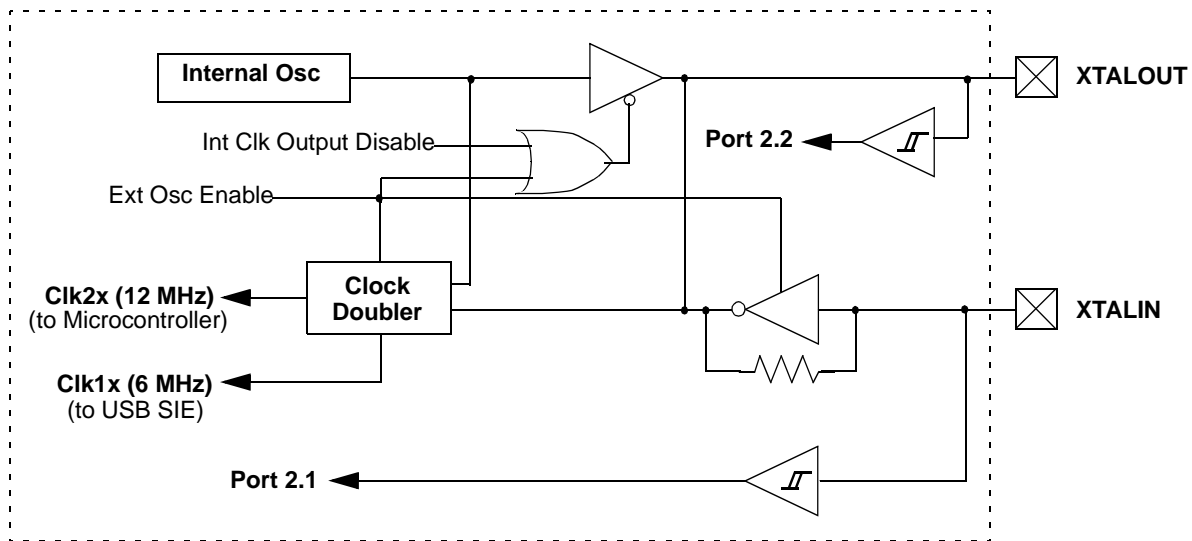 Internal Osc
XTALOUT
Int Clk Output Disable
Port 2.2
Ext Osc Enable
Clock
Doubler
Clk2x (12 MHz)
(to Microcontroller)
XTALIN
Clk1x (6 MHz)
(to USB SIE)
Port 2.1